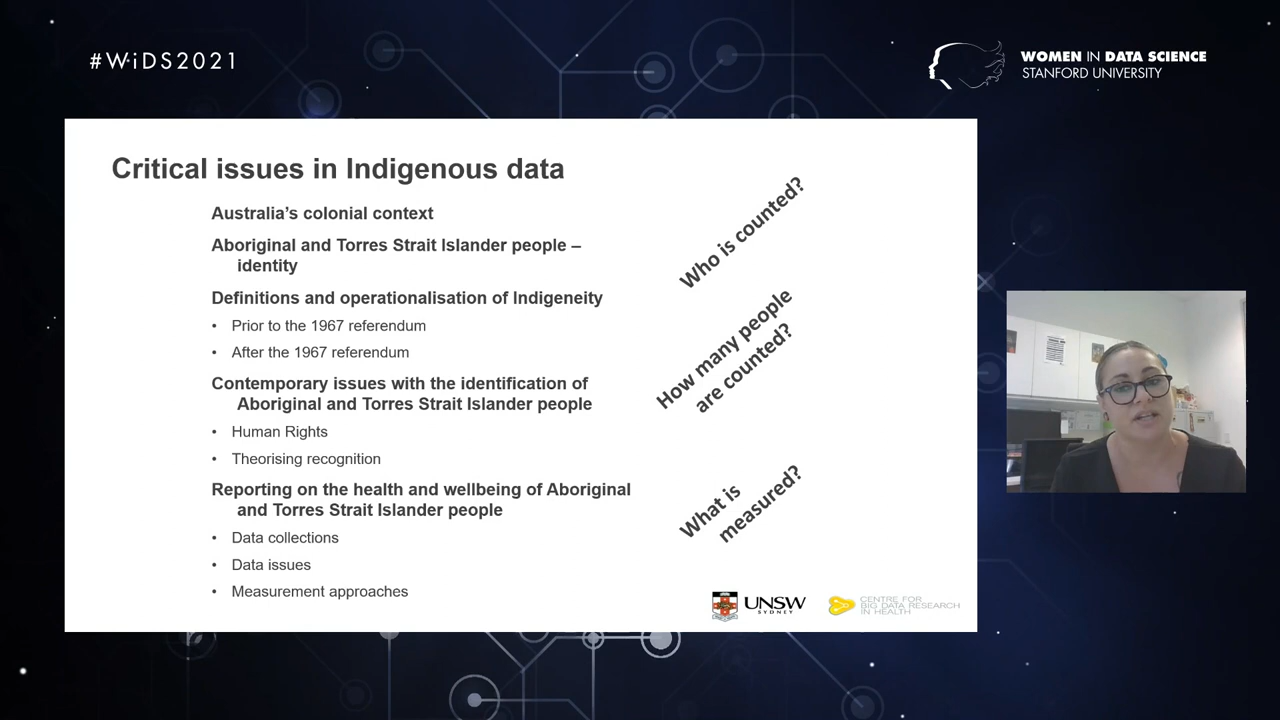 #WiDS2021
WOMEN IN DATA SCIENCE
STANFORD UNIVERSITY
Critical issues in Indigenous data
Australia's colonial context
Aboriginal and Torres Strait Islander people –
identity
Definitions and operationalisation of Indigeneity
• Prior to the 1967 referendum
• After the 1967 referendum
Contemporary issues with the identification of
Aboriginal and Torres Strait Islander people
• Human Rights
• Theorising recognition
Reporting on the health and wellbeing of Aboriginal
and Torres Strait Islander people
• Data collections
• Data issues
• Measurement approaches
Who is counted?
How many people
are counted?
What is
measured?
UNSW
SYDNEY
CENTRE FOR
BIG DATA RESEARCH
IN HEALTH